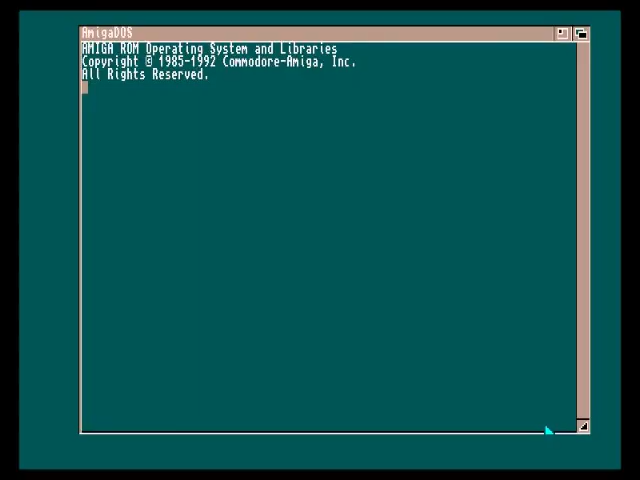 AmigaDOS
AMIGA ROM Operating System and Libraries
Copyright © 1985-1992 Commodore-Amiga, Inc.
All Rights Reserved.